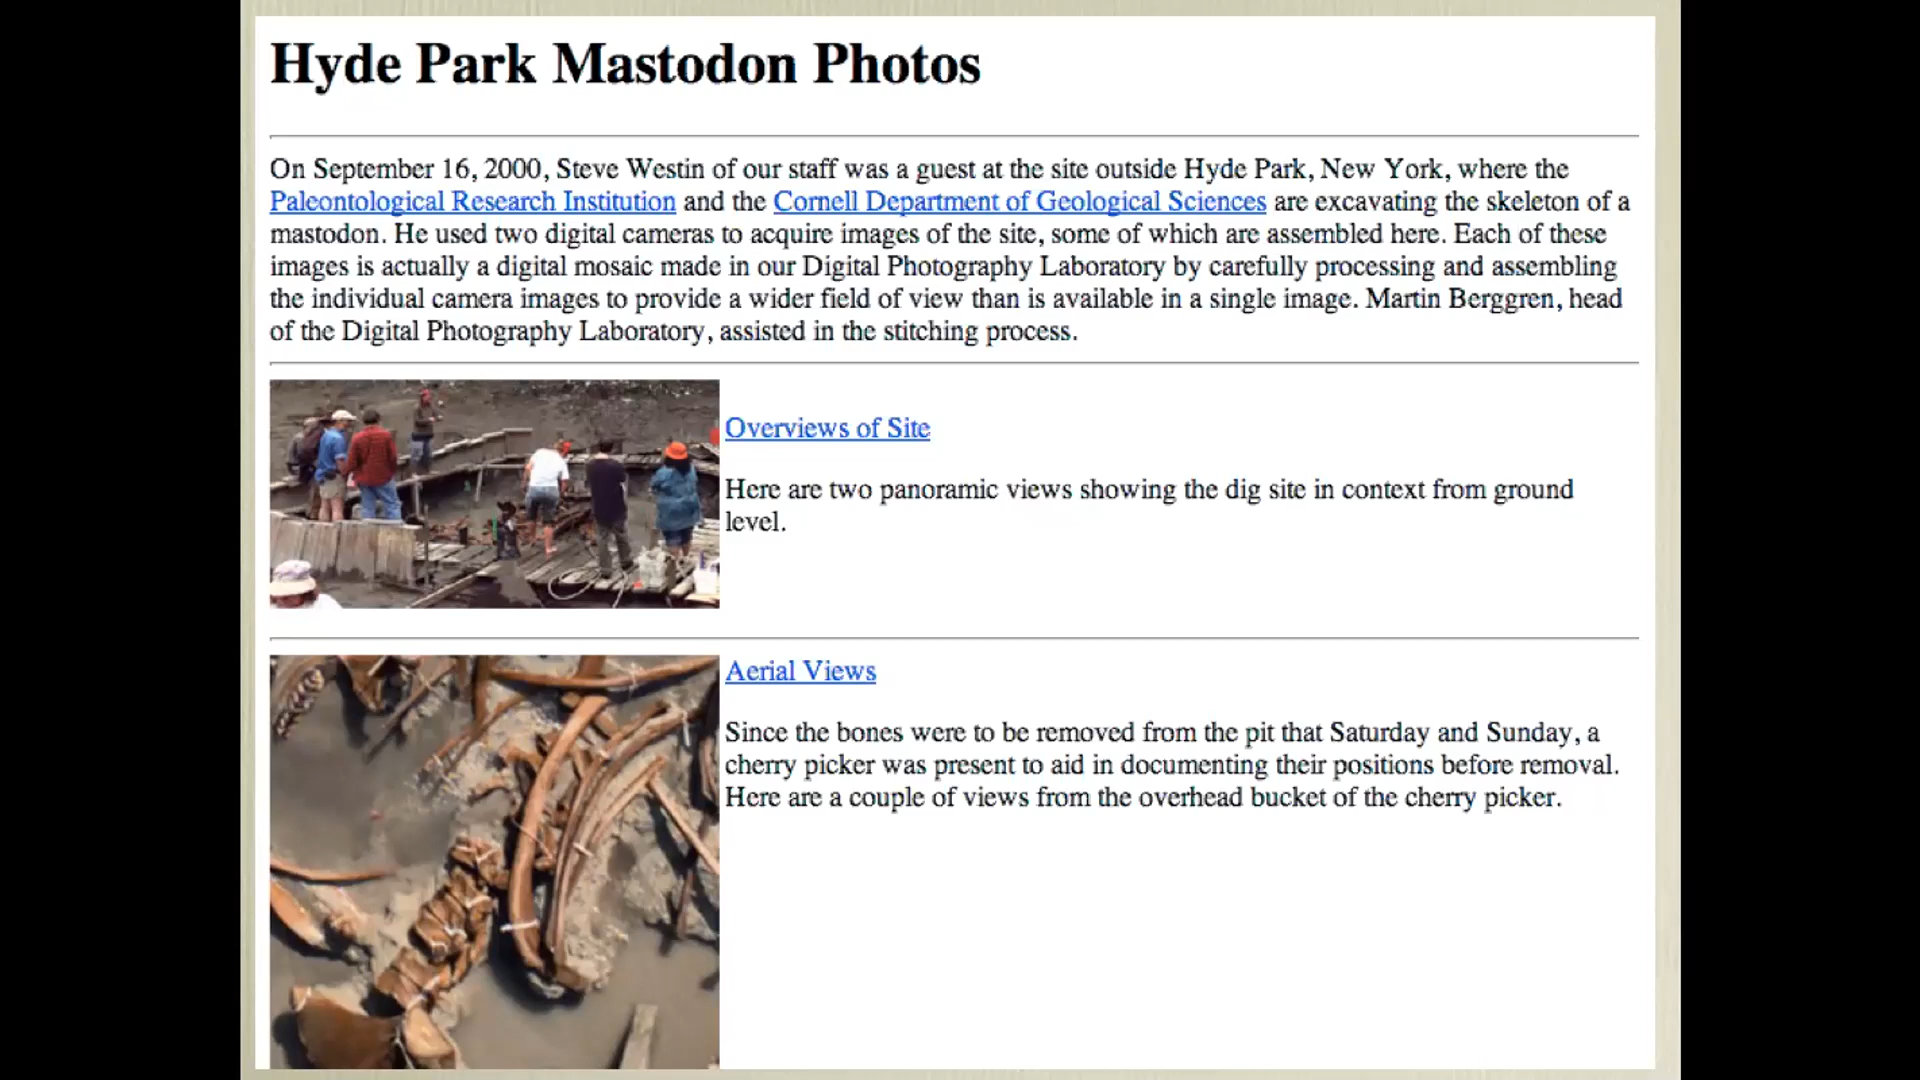 Hyde Park Mastodon Photos
On September 16, 2000, Steve Westin of our staff was a guest at the site outside Hyde Park, New York, where the
Paleontological Research Institution and the Cornell Department of Geological Sciences are excavating the skeleton of a
mastodon. He used two digital cameras to acquire images of the site, some of which are assembled here. Each of these
images is actually a digital mosaic made in our Digital Photography Laboratory by carefully processing and assembling
the individual camera images to provide a wider field of view than is available in a single image. Martin Berggren, head
of the Digital Photography Laboratory, assisted in the stitching process.
Overviews of Site
Here are two panoramic views showing the dig site in context from ground
level.
Aerial Views
Since the bones were to be removed from the pit that Saturday and Sunday, a
cherry picker was present to aid in documenting their positions before removal.
Here are a couple of views from the overhead bucket of the cherry picker.